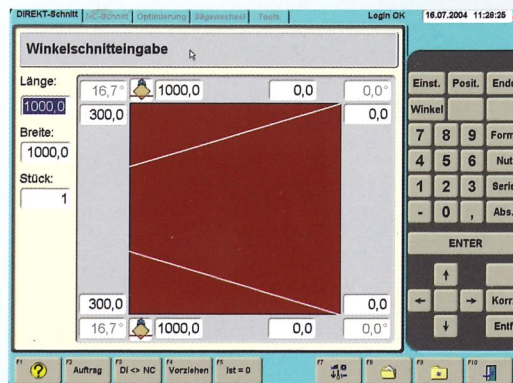 DIREKT-Schnitt NC-Schnitt Optimierung Sägewechsel Tools Login OK 16.07.2004 11:28:25
Winkelschnitteingabe
Länge:
1000,0
Breite:
1000,0
Stück:
1
16,7° 1000,0 0,0 0,0°
300,0 0,0
300,0 0,0
16,7° 1000,0 0,0 0,0°
Einst. Posit. Ende
Winkel
7 8 9 Form
4 5 6 Nut
1 2 3 Serie
- 0 , Abs.
ENTER
Korr.
Entf
F1 F2 Auftrag F3 DI <> NC F4 Vorziehen F5 Ist = 0 F7 F8 F9 F10